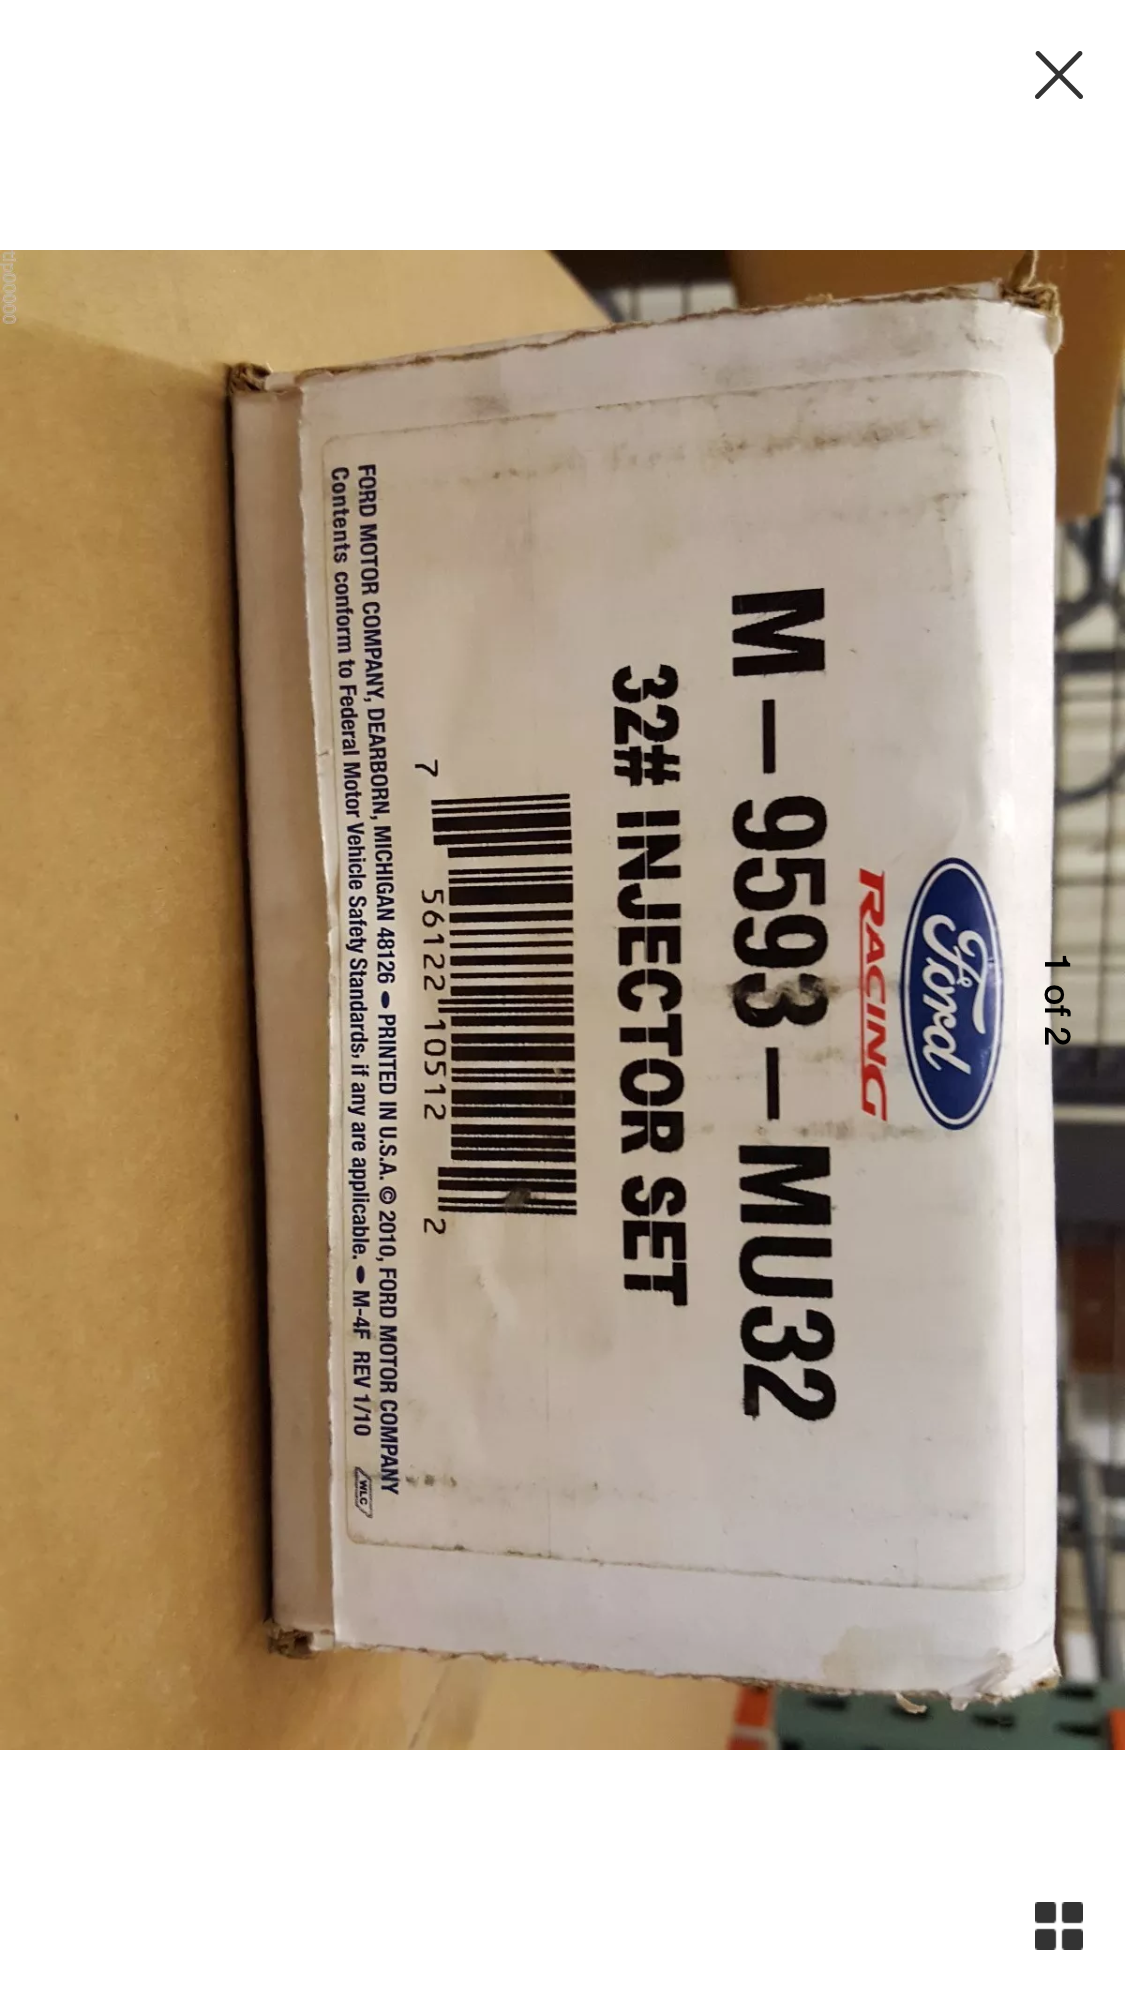 Ford
RACING
M-9593-MU32
32# INJECTOR SET
7 56122 10512 2
FORD MOTOR COMPANY, DEARBORN, MICHIGAN 48126 • PRINTED IN U.S.A. © 2010, FORD MOTOR COMPANY
Contents conform to Federal Motor Vehicle Safety Standards, if any are applicable. • M-4F REV 1/10 WLC
1 of 2
dp00000